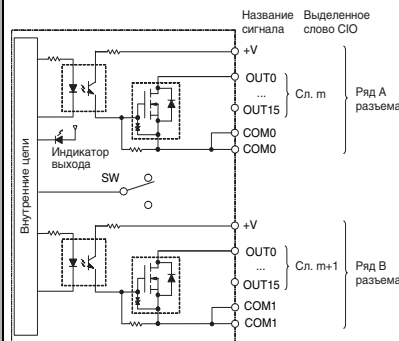 Название сигнала
Выделенное слово CIO
+V
OUT0
...
OUT15
Сл. m
Ряд A разъема
COM0
COM0
Индикатор выхода
SW
Внутренние цепи
+V
OUT0
...
OUT15
Сл. m+1
Ряд B разъема
COM1
COM1